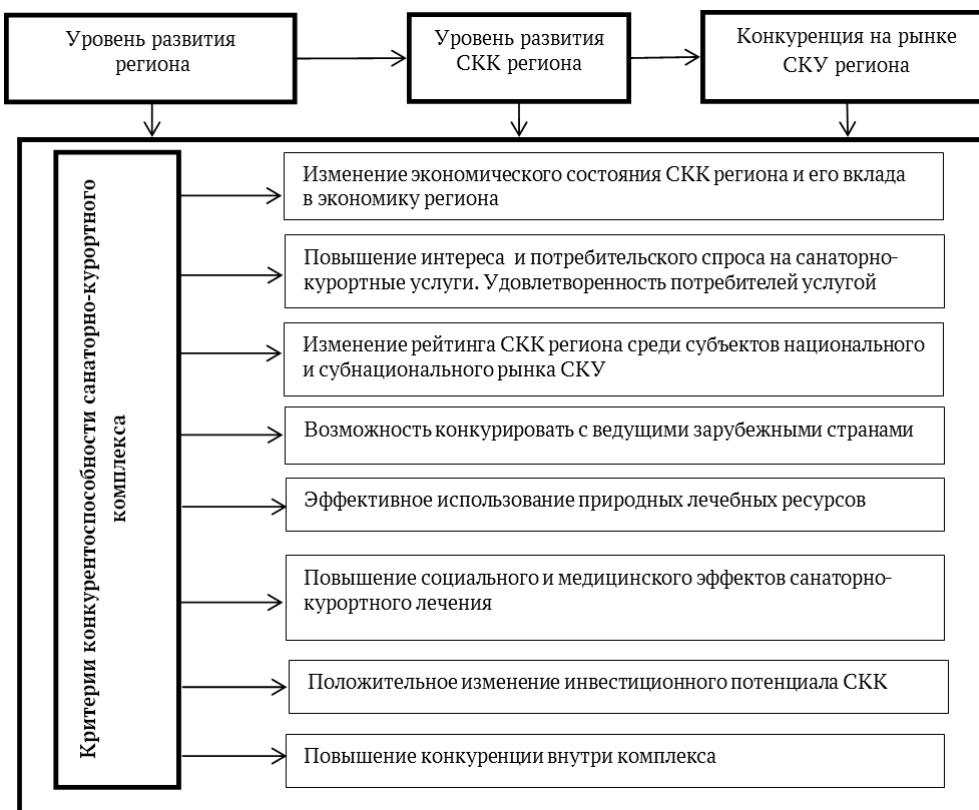 Уровень развития
региона
Уровень развития
СКК региона
Конкуренция на рынке
СКУ региона
Критерии конкурентоспособности санаторно-курортного
комплекса
Изменение экономического состояния СКК региона и его вклада
в экономику региона
Повышение интереса и потребительского спроса на санаторно-
курортные услуги. Удовлетворенность потребителей услугой
Изменение рейтинга СКК региона среди субъектов национального
и субнационального рынка СКУ
Возможность конкурировать с ведущими зарубежными странами
Эффективное использование природных лечебных ресурсов
Повышение социального и медицинского эффектов санаторно-
курортного лечения
Положительное изменение инвестиционного потенциала СКК
Повышение конкуренции внутри комплекса